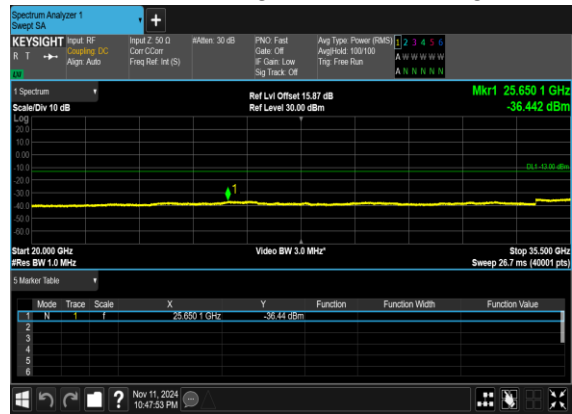 Spectrum Analyzer 1
Swept SA
KEYSIGHT Input: RF Input Z: 50 Ω #Atten: 30 dB PNO: Fast Avg Type: Power (RMS) 1 2 3 4 5 6
R T Coupling: DC Corr CCorr Gate: Off Avg|Hold: 100/100 A W W W W W
Align: Auto Freq Ref: Int (S) IF Gain: Low Trig: Free Run
Sig Track: Off A N N N N N
1 Spectrum
Ref Lvl Offset 15.87 dB Mkr1 25.650 1 GHz
Scale/Div 10 dB Ref Level 30.00 dBm -36.442 dBm
Log
20.0
10.0
0.00
-10.0
DL1 -13.00 dBm
-20.0
-30.0
1
-40.0
-50.0
-60.0
Start 20.000 GHz Video BW 3.0 MHz* Stop 35.500 GHz
#Res BW 1.0 MHz Sweep 26.7 ms (40001 pts)
5 Marker Table
Mode Trace Scale X Y Function Function Width Function Value
1 N 1 f 25.650 1 GHz -36.44 dBm
2
3
4
5
6
? Nov 11, 2024
10:47:53 PM